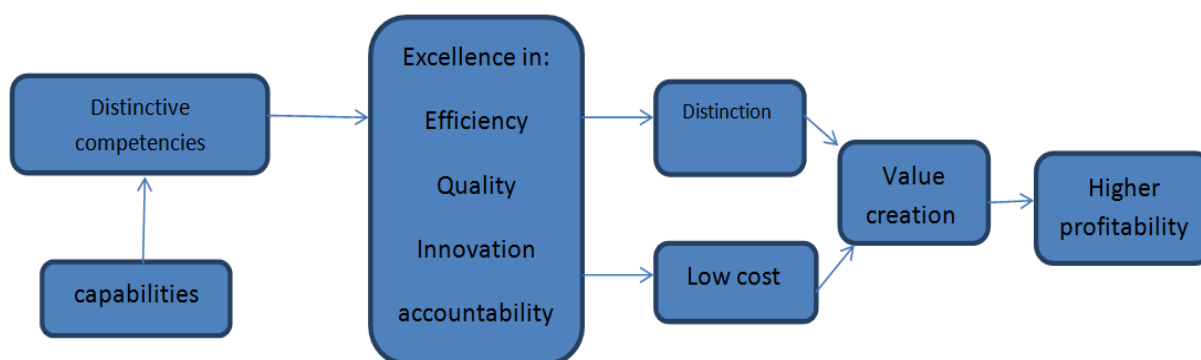 Distinctive
competencies
capabilities
Excellence in:
Efficiency
Quality
Innovation
accountability
Distinction
Low cost
Value
creation
Higher
profitability